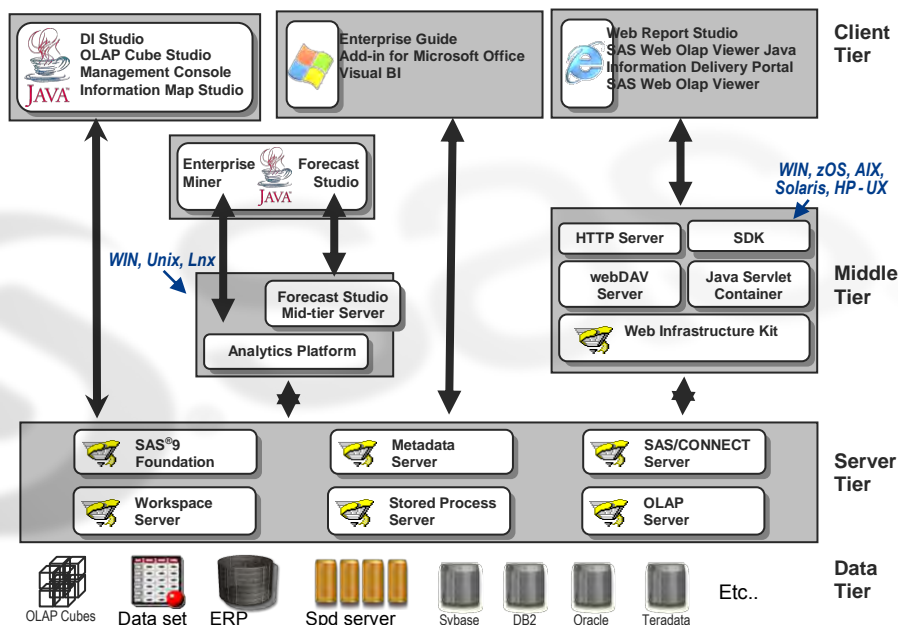 DI Studio
OLAP Cube Studio
Management Console
Information Map Studio
JAVA
Enterprise Guide
Add-in for Microsoft Office
Visual BI
Web Report Studio
SAS Web Olap Viewer Java
Information Delivery Portal
SAS Web Olap Viewer
Client
Tier
Enterprise
Miner
JAVA
Forecast
Studio
WIN, zOS, AIX,
Solaris, HP - UX
WIN, Unix, Lnx
Forecast Studio
Mid-tier Server
Analytics Platform
HTTP Server
SDK
webDAV
Server
Java Servlet
Container
Web Infrastructure Kit
Middle
Tier
SAS®9
Foundation
Metadata
Server
SAS/CONNECT
Server
Workspace
Server
Stored Process
Server
OLAP
Server
Server
Tier
OLAP Cubes
Data set
ERP
Spd server
Sybase
DB2
Oracle
Teradata
Etc..
Data
Tier